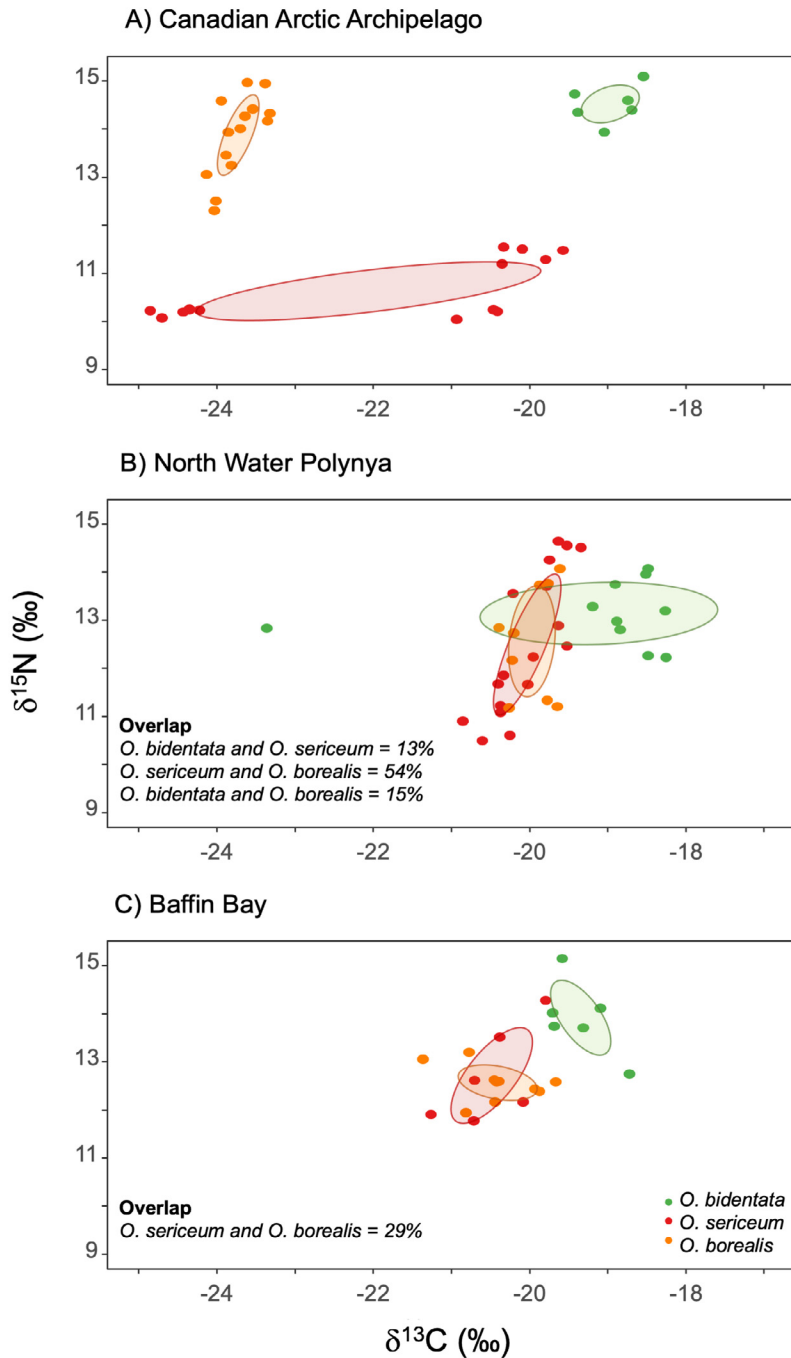 A) Canadian Arctic Archipelago
15
13
11
9
-24 -22 -20 -18
B) North Water Polynya
15
13
11
9
Overlap
O. bidentata and O. sericeum = 13%
O. sericeum and O. borealis = 54%
O. bidentata and O. borealis = 15%
-24 -22 -20 -18
δ¹⁵N (‰)
C) Baffin Bay
15
13
11
9
Overlap
O. sericeum and O. borealis = 29%
O. bidentata
O. sericeum
O. borealis
-24 -22 -20 -18
δ¹³C (‰)